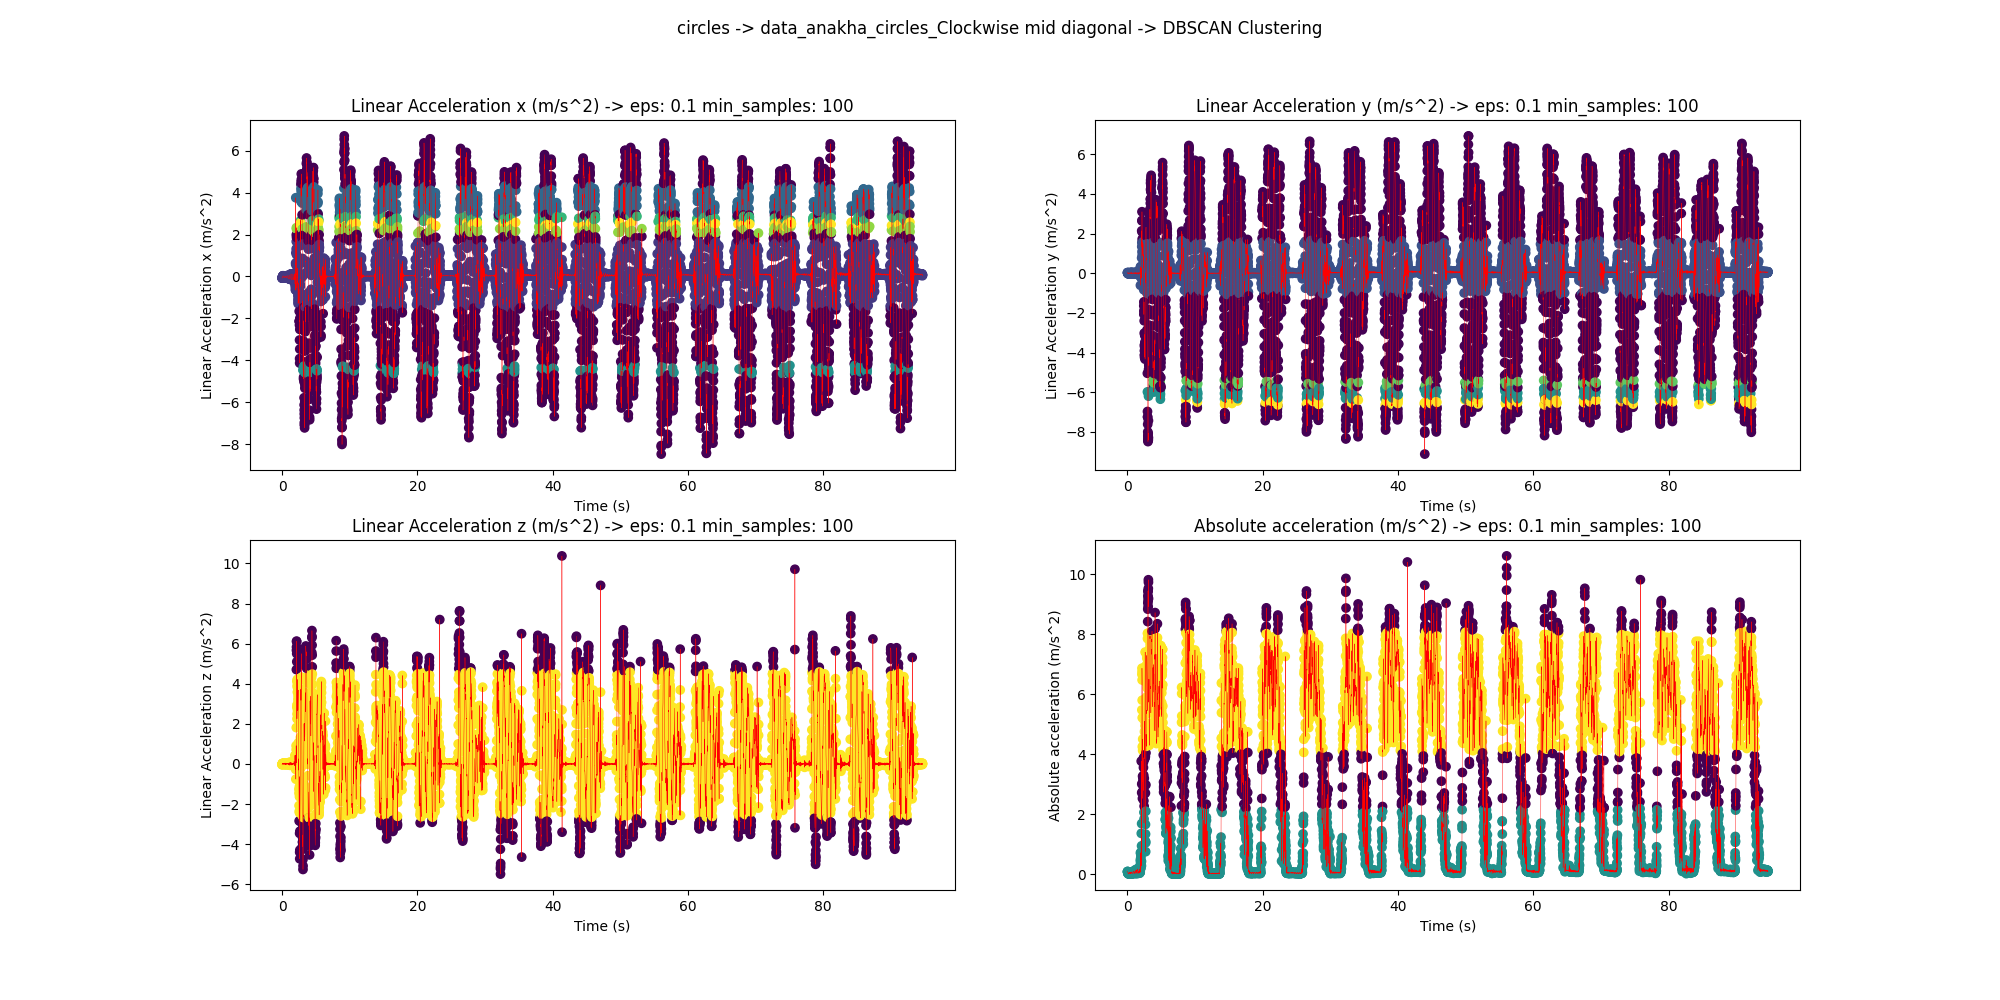 circles -> data_anakha_circles_Clockwise mid diagonal -> DBSCAN Clustering
Linear Acceleration x (m/s^2) -> eps: 0.1 min_samples: 100
Linear Acceleration x (m/s^2)
6
4
2
0
−2
−4
−6
−8
0 20 40 60 80
Time (s)
Linear Acceleration y (m/s^2) -> eps: 0.1 min_samples: 100
Linear Acceleration y (m/s^2)
6
4
2
0
−2
−4
−6
−8
0 20 40 60 80
Time (s)
Linear Acceleration z (m/s^2) -> eps: 0.1 min_samples: 100
Linear Acceleration z (m/s^2)
10
8
6
4
2
0
−2
−4
−6
0 20 40 60 80
Time (s)
Absolute acceleration (m/s^2) -> eps: 0.1 min_samples: 100
Absolute acceleration (m/s^2)
10
8
6
4
2
0
0 20 40 60 80
Time (s)